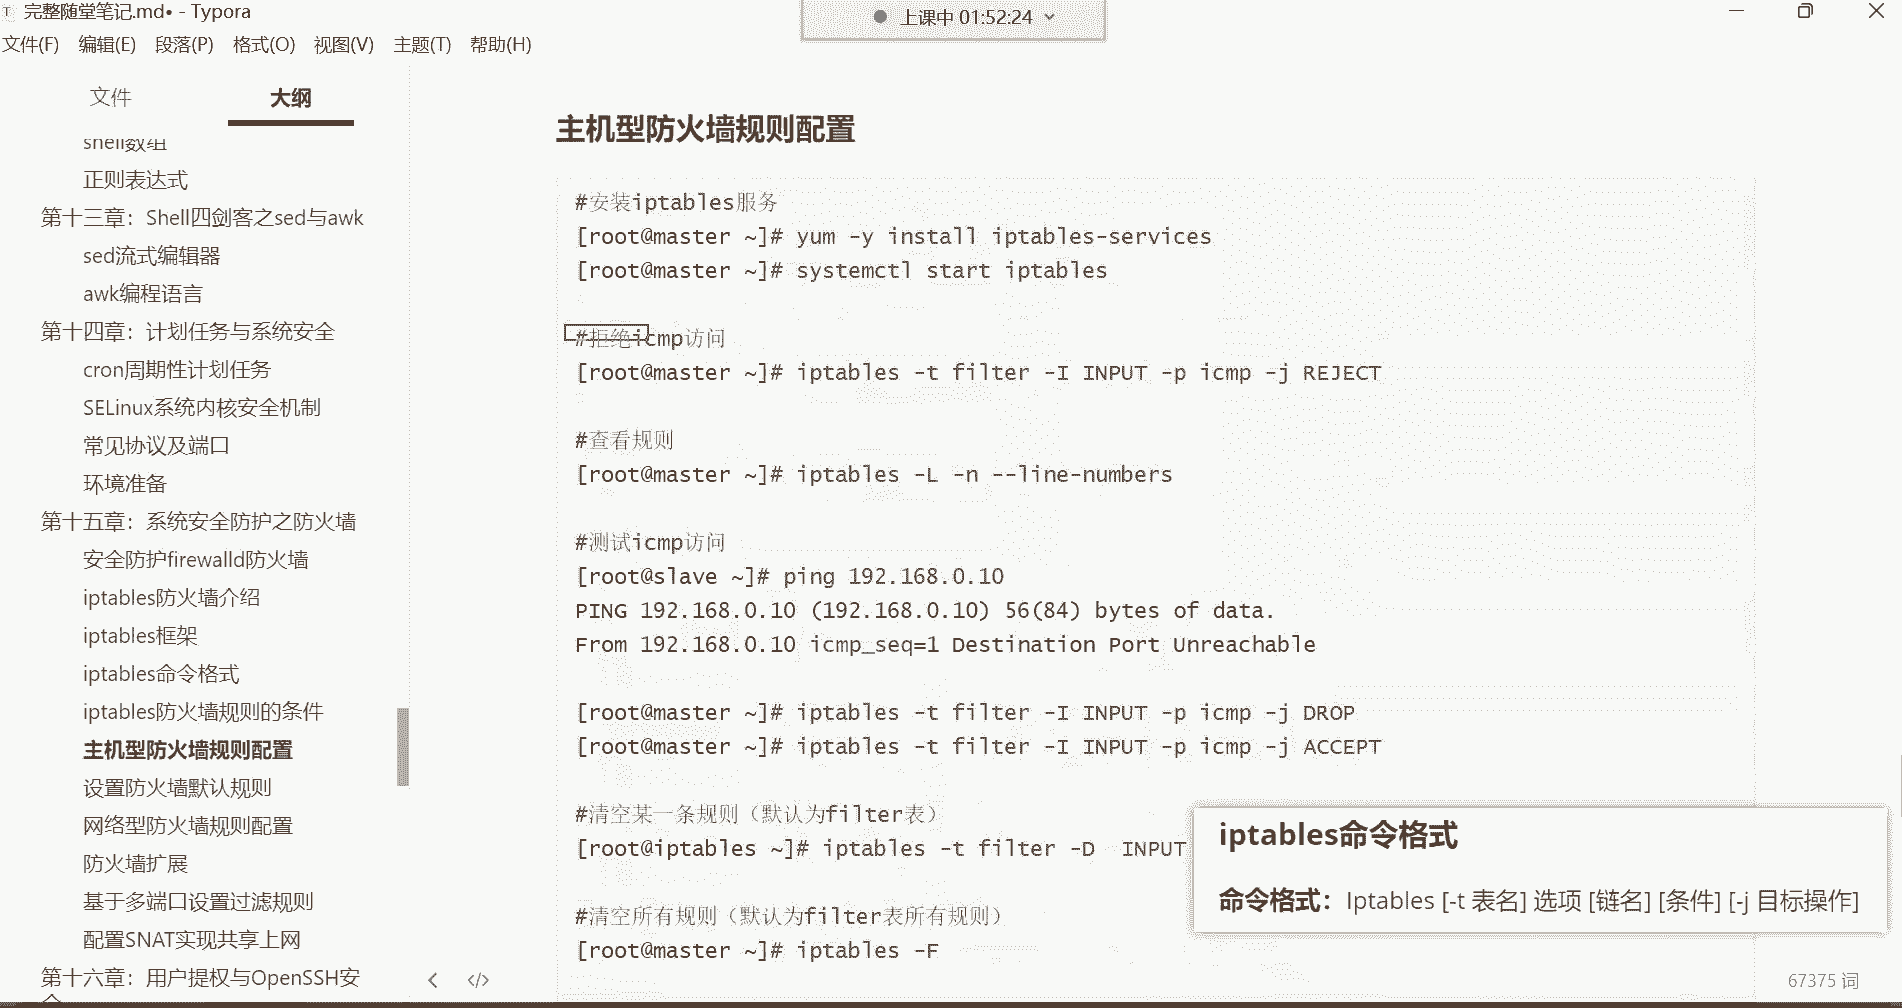 完整随堂笔记.md• - Typora
上课中 01:52:24
文件(F) 编辑(E) 段落(P) 格式(O) 视图(V) 主题(T) 帮助(H)
文件 大纲
shell数组
正则表达式
第十三章：Shell四剑客之sed与awk
sed流式编辑器
awk编程语言
第十四章：计划任务与系统安全
cron周期性计划任务
SELinux系统内核安全机制
常见协议及端口
环境准备
第十五章：系统安全防护之防火墙
安全防护firewalld防火墙
iptables防火墙介绍
iptables框架
iptables命令格式
iptables防火墙规则的条件
主机型防火墙规则配置
设置防火墙默认规则
网络型防火墙规则配置
防火墙扩展
基于多端口设置过滤规则
配置SNAT实现共享上网
第十六章：用户提权与OpenSSH安
主机型防火墙规则配置
#安装iptables服务
[root@master ~]# yum -y install iptables-services
[root@master ~]# systemctl start iptables
#拒绝icmp访问
[root@master ~]# iptables -t filter -I INPUT -p icmp -j REJECT
#查看规则
[root@master ~]# iptables -L -n --line-numbers
#测试icmp访问
[root@slave ~]# ping 192.168.0.10
PING 192.168.0.10 (192.168.0.10) 56(84) bytes of data.
From 192.168.0.10 icmp_seq=1 Destination Port Unreachable
[root@master ~]# iptables -t filter -I INPUT -p icmp -j DROP
[root@master ~]# iptables -t filter -I INPUT -p icmp -j ACCEPT
#清空某一条规则（默认为filter表）
[root@iptables ~]# iptables -t filter -D  INPUT
#清空所有规则（默认为filter表所有规则）
[root@master ~]# iptables -F
iptables命令格式
命令格式：Iptables [-t 表名] 选项 [链名] [条件] [-j 目标操作]
67375 词